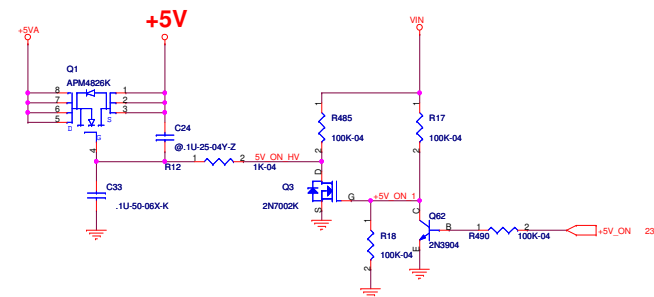 +5VA
+5V
VIN
Q1
APM4826K
8
7
6
5
D
1
2
3
S
G
4
C24
@.1U-25-04Y-Z
R12
1
2
1K-04
5V_ON_HV
C33
.1U-50-06X-K
1
R485
100K-04
2
1
R17
100K-04
2
D
Q3
G
S
2N7002K
+5V_ON_1
C
Q62
B
E
2N3904
1
R18
100K-04
2
1
R490
2
100K-04
+5V_ON
23